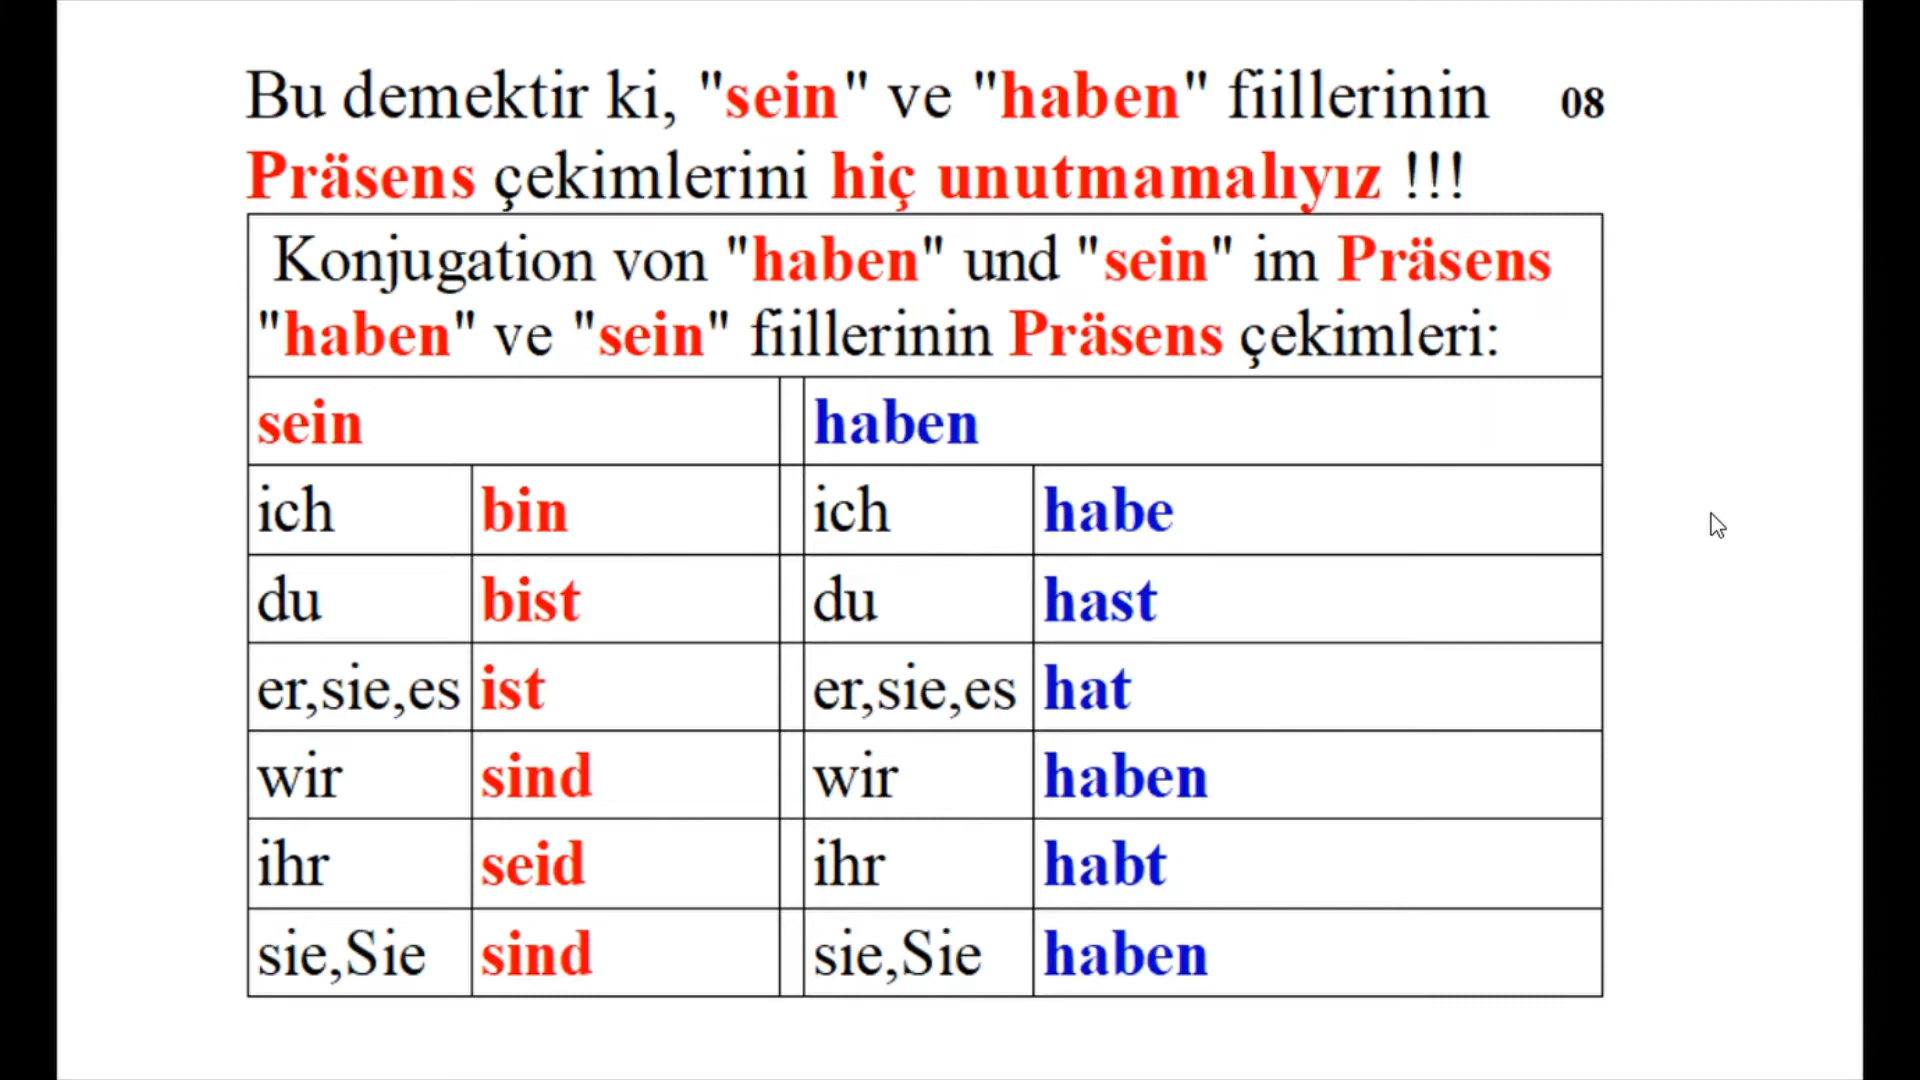 Bu demektir ki, "sein" ve "haben" fiillerinin 08
Präsens çekimlerini hiç unutmamalıyız !!!
Konjugation von "haben" und "sein" im Präsens
"haben" ve "sein" fiillerinin Präsens çekimleri:
sein haben
ich bin ich habe
du bist du hast
er,sie,es ist er,sie,es hat
wir sind wir haben
ihr seid ihr habt
sie,Sie sind sie,Sie haben